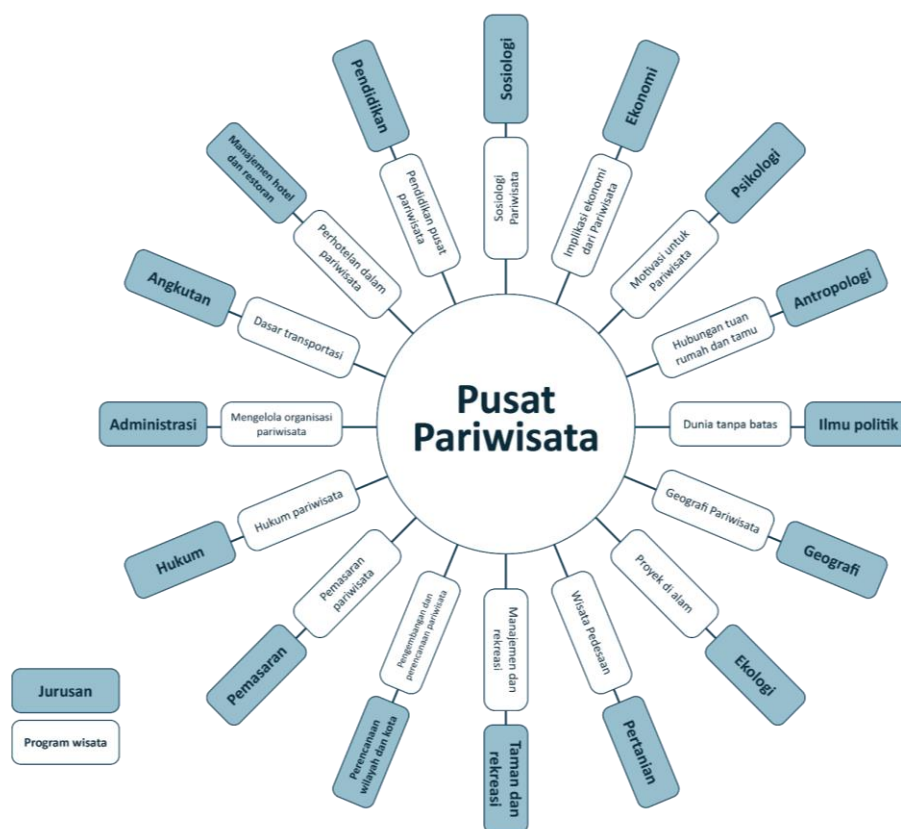 Pusat
Pariwisata
Sosiologi
Sosiologi
Pariwisata
Ekonomi
Implikasi ekonomi
dari Pariwisata
Psikologi
Motivasi untuk
Pariwisata
Antropologi
Hubungan tuan
rumah dan tamu
Ilmu politik
Dunia tanpa batas
Geografi
Geografi Pariwisata
Ekologi
Proyek di alam
Pertanian
Wisata Pedesaan
Taman dan
rekreasi
Manajemen dan
rekreasi
Perencanaan
wilayah dan kota
Pengembangan dan
perencanaan pariwisata
Pemasaran
Pemasaran
pariwisata
Hukum
Hukum pariwisata
Administrasi
Mengelola organisasi
pariwisata
Angkutan
Dasar transportasi
Manajemen hotel
dan restoran
Perhotelan dalam
pariwisata
Pendidikan
Pendidikan pusat
pariwisata
Jurusan
Program wisata